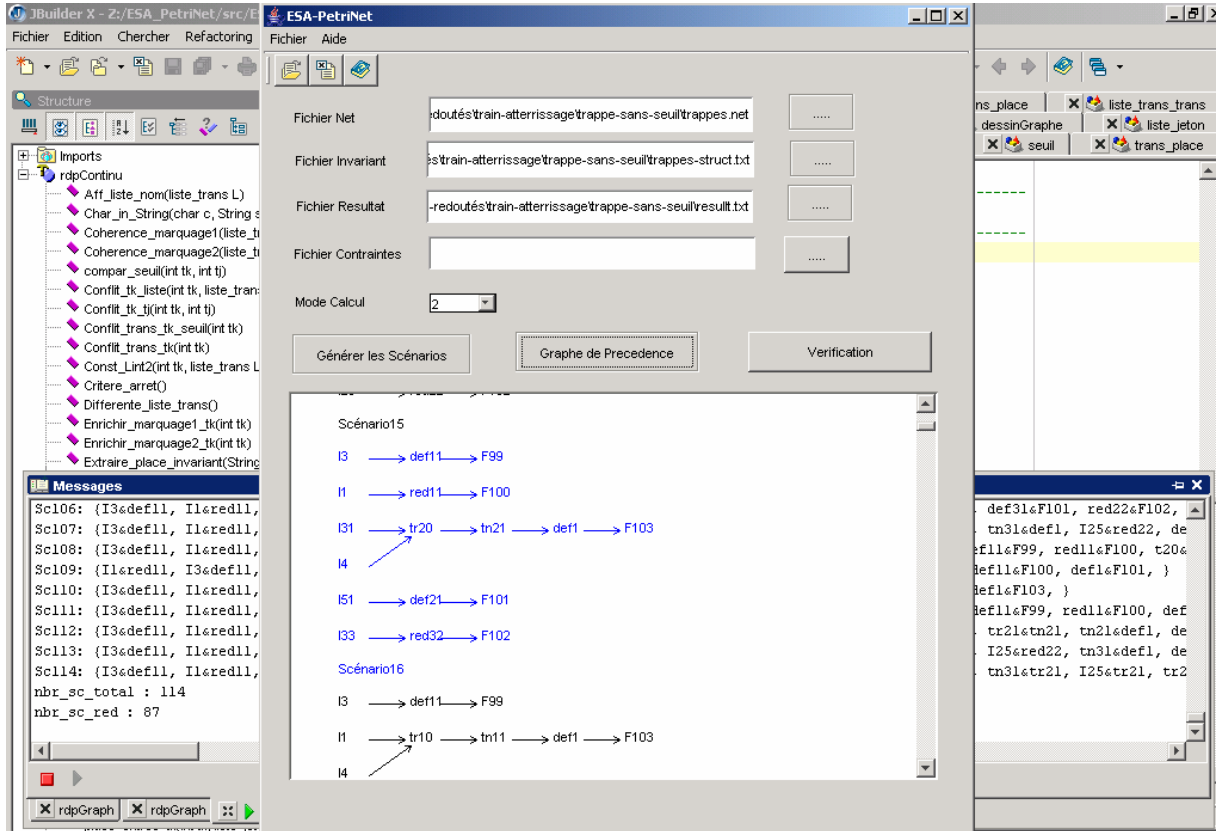 JBuilder X - Z:/ESA_PetriNet/src/ES
Fichier Edition Chercher Refactoring
Structure
Imports
rdpContinu
Aff_liste_nom(liste_trans L)
Char_in_String(char c, String s
Coherence_marquage1(liste_t
Coherence_marquage2(liste_t
compar_seuil(int tk, int tj)
Conflit_tk_liste(int tk, liste_tran
Conflit_tk_tj(int tk, int tj)
Conflit_trans_tk_seuil(int tk)
Conflit_trans_tk(int tk)
Const_Lint2(int tk, liste_trans L
Critere_arret()
Differente_liste_trans()
Enrichir_marquage1_tk(int tk)
Enrichir_marquage2_tk(int tk)
Extraire_place_invariant(String
ESA-PetriNet
Fichier Aide
Fichier Net
:doutés\train-atterrissage\trappe-sans-seuil\trappes.net
.....
Fichier Invariant
és\train-atterrissage\trappe-sans-seuil\trappes-struct.txt
.....
Fichier Resultat
-redoutés\train-atterrissage\trappe-sans-seuil\resullt.txt
.....
Fichier Contraintes
.....
Mode Calcul
2
Générer les Scénarios
Graphe de Precedence
Verification
Scénario15
I3 def11 F99
I1 red11 F100
I31 tr20 tn21 def1 F103
I4
I51 def21 F101
I33 red32 F102
Scénario16
I3 def11 F99
I1 tr10 tn11 def1 F103
I4
ns_place liste_trans_trans
dessinGraphe liste_jeton
seuil trans_place
Messages
Sc106: {I3&def11, I1&red11, , def31&F101, red22&F102,
Sc107: {I3&def11, I1&red11, , tn31&def1, I25&red22, de
Sc108: {I3&def11, I1&red11, ef11&F99, red11&F100, t20&
Sc109: {I1&red11, I3&def11, def1&F100, def1&F101, }
Sc110: {I3&def11, I1&red11, def1&F103, }
Sc111: {I3&def11, I1&red11, def11&F99, red11&F100, def
Sc112: {I3&def11, I1&red11, , tr21&tn21, tn21&def1, de
Sc113: {I3&def11, I1&red11, , I25&red22, tn31&def1, de
Sc114: {I3&def11, I1&red11, , tn31&tr21, I25&tr21, tr2
nbr_sc_total : 114
nbr_sc_red : 87
rdpGraph rdpGraph